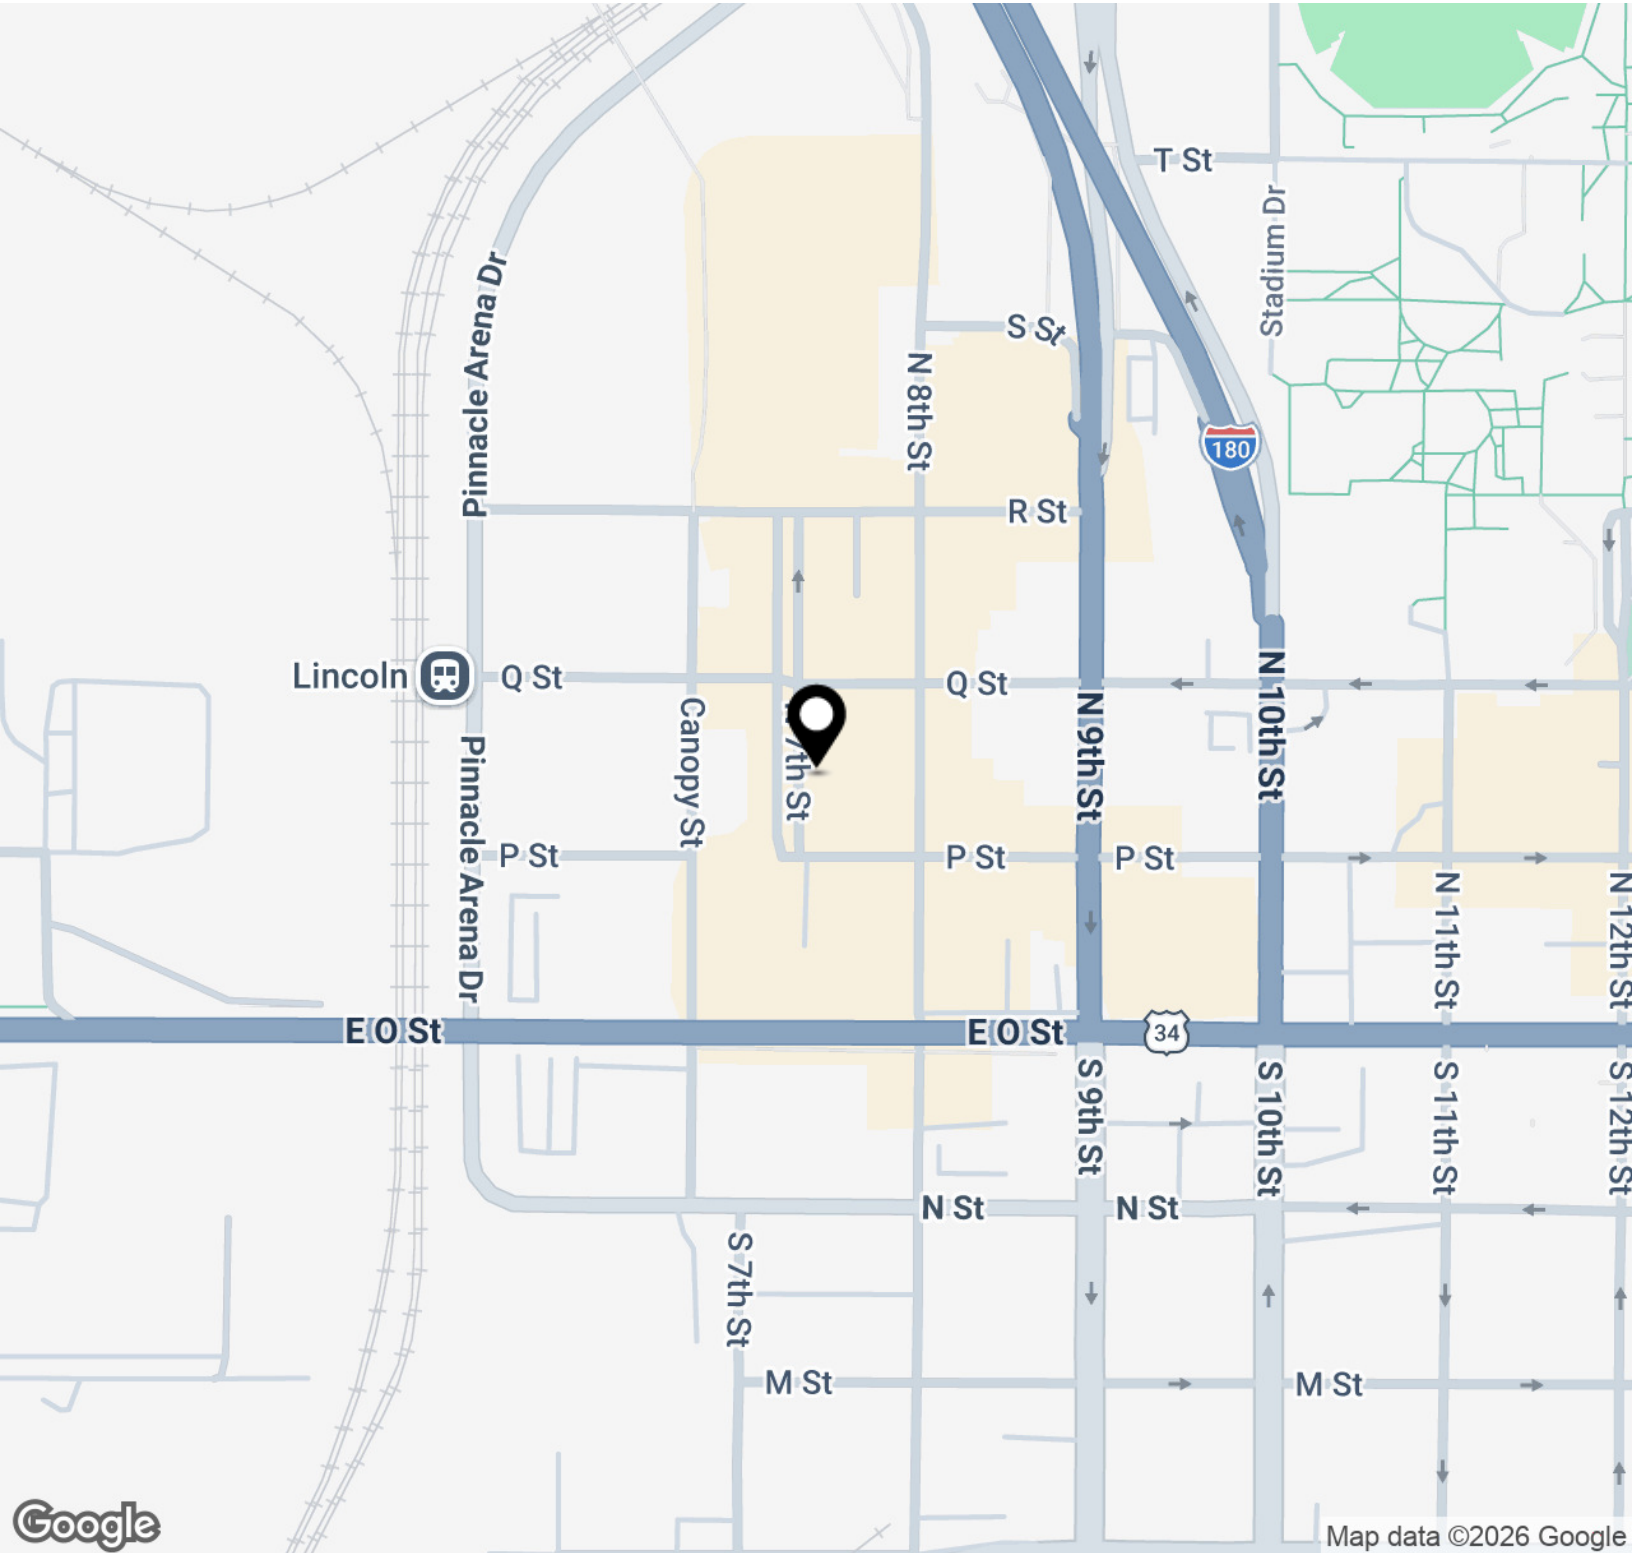 T St
Stadium Dr
Pinnacle Arena Dr
S St
N 8th St
180
R St
Lincoln
Q St
Q St
N 10th St
Canopy St
7th St
N 9th St
Pinnacle Arena Dr
P St
P St
P St
N 11th St
N 12th St
E O St
E O St
34
S 9th St
S 10th St
S 11th St
S 12th St
N St
N St
S 7th St
M St
M St
Google
Map data ©2026 Google